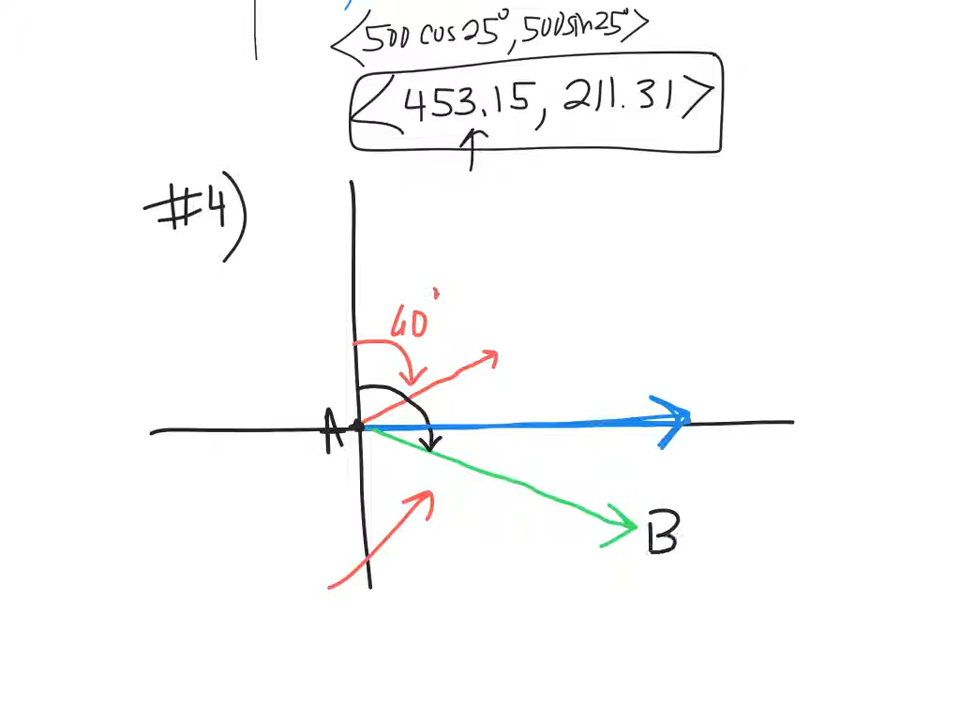 <500 cos 25°, 500 sin 25°>
<453.15, 211.31>
#4)
40°
A
B